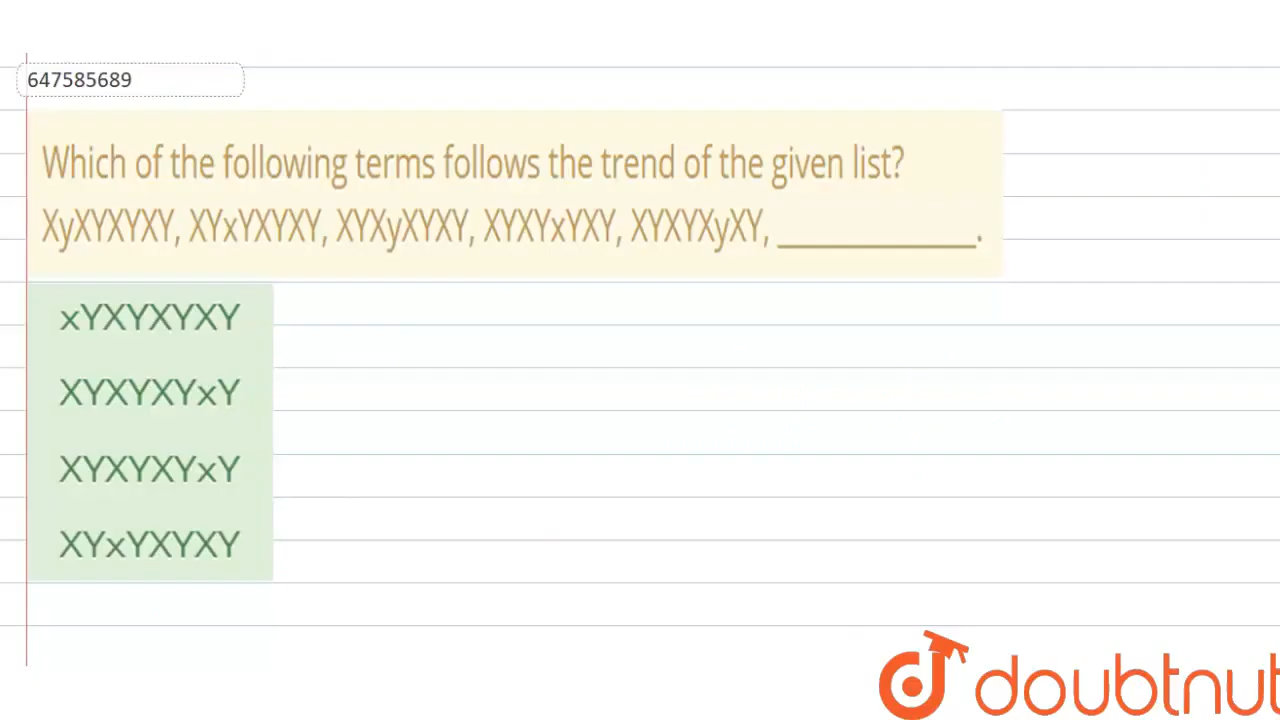 647585689
Which of the following terms follows the trend of the given list?
XyXYXYXY, XYxYXYXY, XYXyXYXY, XYXYxYXY, XYXYXyXY, ______________.
xYXYXYXY
XYXYXYxY
XYXYXYxY
XYxYXYXY
doubtnut